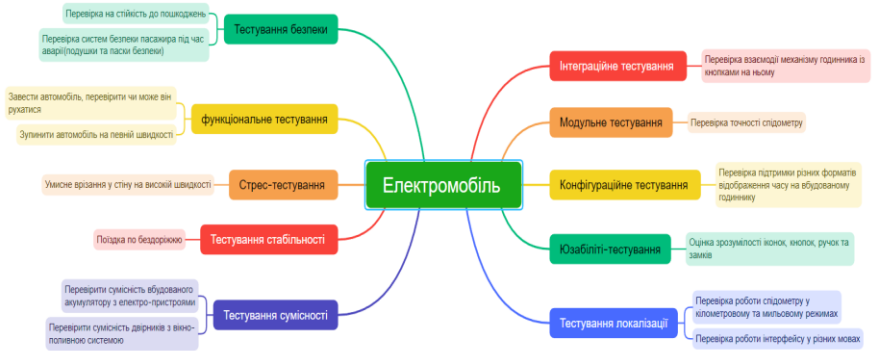 Електромобіль
Тестування безпеки
Перевірка на стійкість до пошкоджень
Перевірка систем безпеки пасажира під час
аварії(подушки та паски безпеки)
функціональне тестування
Завести автомобіль, перевірити чи може він
рухатися
Зупинити автомобіль на певній швидкості
Стрес-тестування
Умисне врізання у стіну на високій швидкості
Тестування стабільності
Поїздка по бездоріжжю
Тестування сумісності
Перевірити сумісність вбудованого
акумулятору з електро-пристроями
Перевірити сумісність двірників з вікно-
поливною системою
Інтеграційне тестування
Перевірка взаємодії механізму годинника із
кнопками на ньому
Модульне тестування
Перевірка точності спідометру
Конфігураційне тестування
Перевірка підтримки різних форматів
відображення часу на вбудованому
годиннику
Юзабіліті-тестування
Оцінка зрозумілості іконок, кнопок, ручок та
замків
Тестування локалізації
Перевірка роботи спідометру у
кілометровому та мильовому режимах
Перевірка роботи інтерфейсу у різних мовах